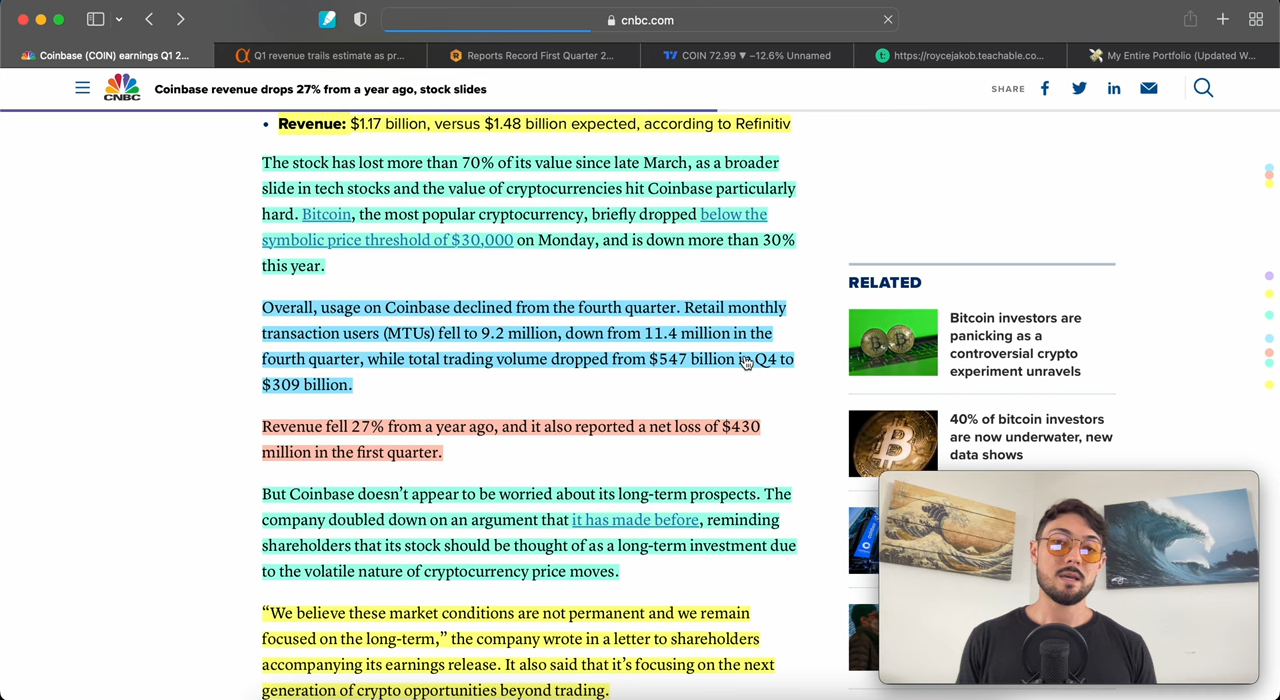 cnbc.com
Coinbase (COIN) earnings Q1 2...
Q1 revenue trails estimate as pr...
Reports Record First Quarter 2...
COIN 72.99 ▼ −12.6% Unnamed
https://roycejakob.teachable.co...
My Entire Portfolio (Updated W...
CNBC
Coinbase revenue drops 27% from a year ago, stock slides
SHARE
• Revenue: $1.17 billion, versus $1.48 billion expected, according to Refinitiv
The stock has lost more than 70% of its value since late March, as a broader
slide in tech stocks and the value of cryptocurrencies hit Coinbase particularly
hard. Bitcoin, the most popular cryptocurrency, briefly dropped below the
symbolic price threshold of $30,000 on Monday, and is down more than 30%
this year.
Overall, usage on Coinbase declined from the fourth quarter. Retail monthly
transaction users (MTUs) fell to 9.2 million, down from 11.4 million in the
fourth quarter, while total trading volume dropped from $547 billion in Q4 to
$309 billion.
Revenue fell 27% from a year ago, and it also reported a net loss of $430
million in the first quarter.
But Coinbase doesn’t appear to be worried about its long-term prospects. The
company doubled down on an argument that it has made before, reminding
shareholders that its stock should be thought of as a long-term investment due
to the volatile nature of cryptocurrency price moves.
“We believe these market conditions are not permanent and we remain
focused on the long-term,” the company wrote in a letter to shareholders
accompanying its earnings release. It also said that it’s focusing on the next
generation of crypto opportunities beyond trading.
RELATED
Bitcoin investors are
panicking as a
controversial crypto
experiment unravels
40% of bitcoin investors
are now underwater, new
data shows